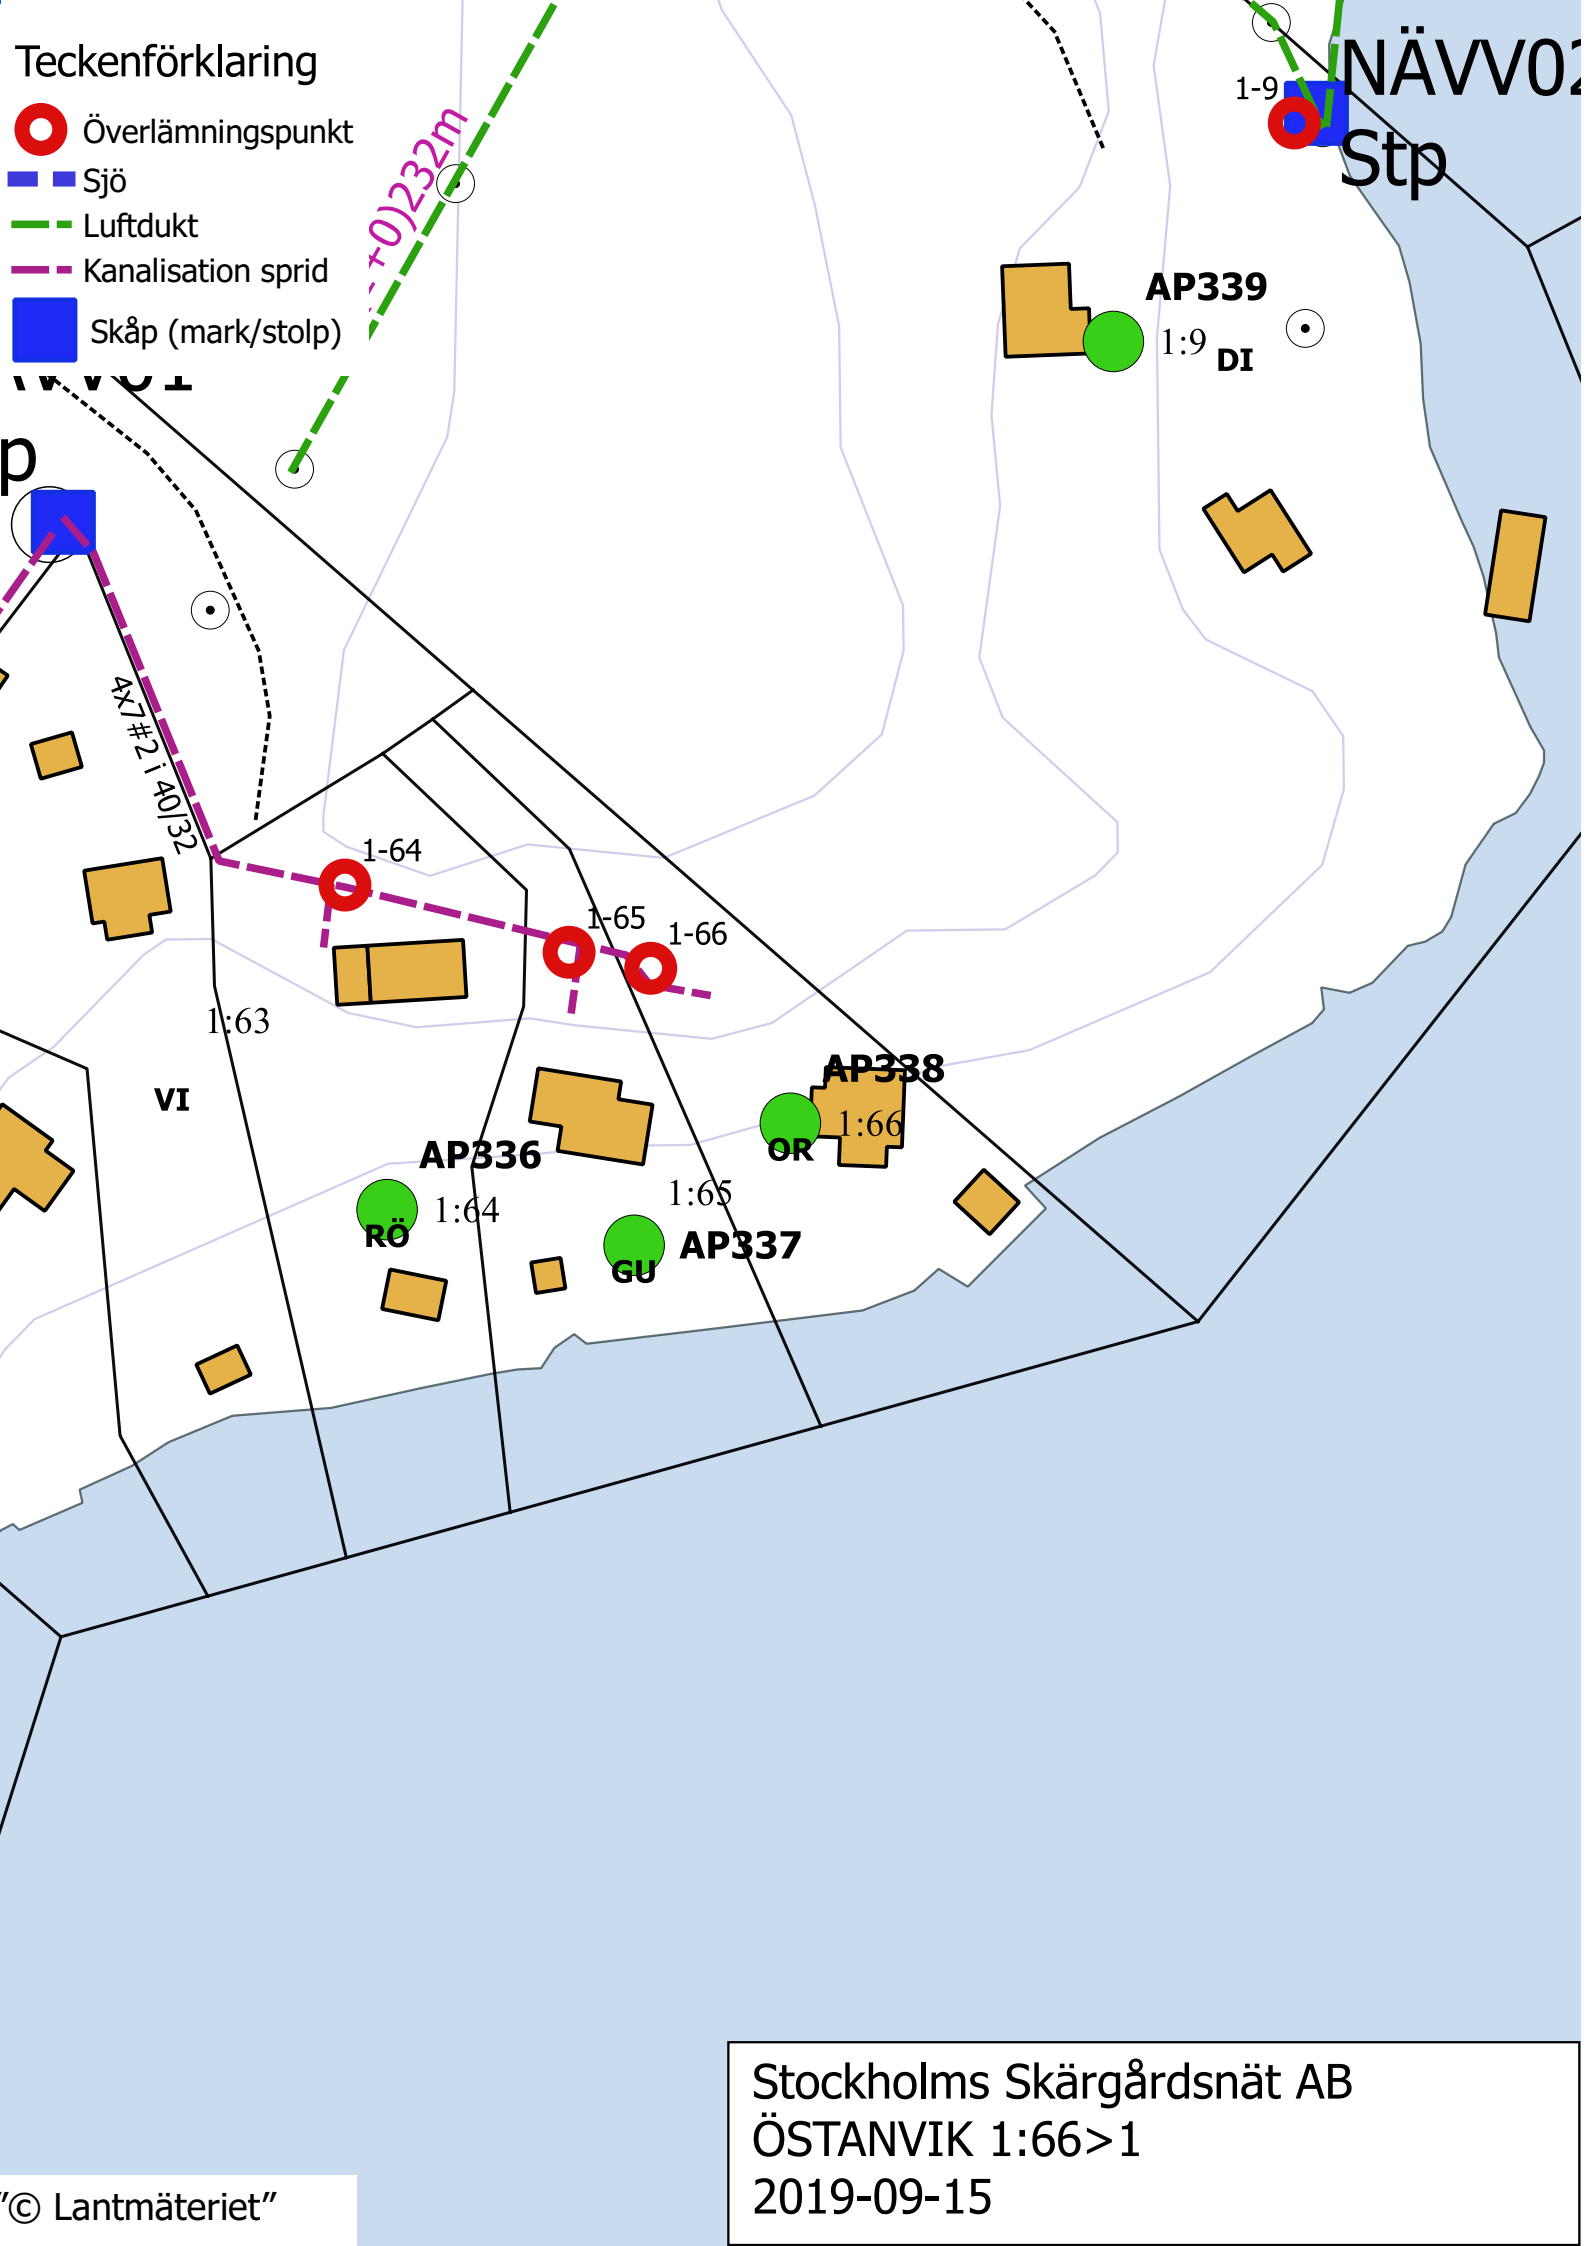 Teckenförklaring
Överlämningspunkt
Sjö
Luftdukt
Kanalisation sprid
Skåp (mark/stolp)
+0)232m
NÄVV02
1-9
Stp
AP339
1:9
DI
p
4x7#2 i 40/32
1-64
1-65
1-66
1:63
VI
AP338
1:66
OR
AP336
1:64
RÖ
1:65
AP337
GU
Stockholms Skärgårdsnät AB
ÖSTANVIK 1:66>1
2019-09-15
"© Lantmäteriet"